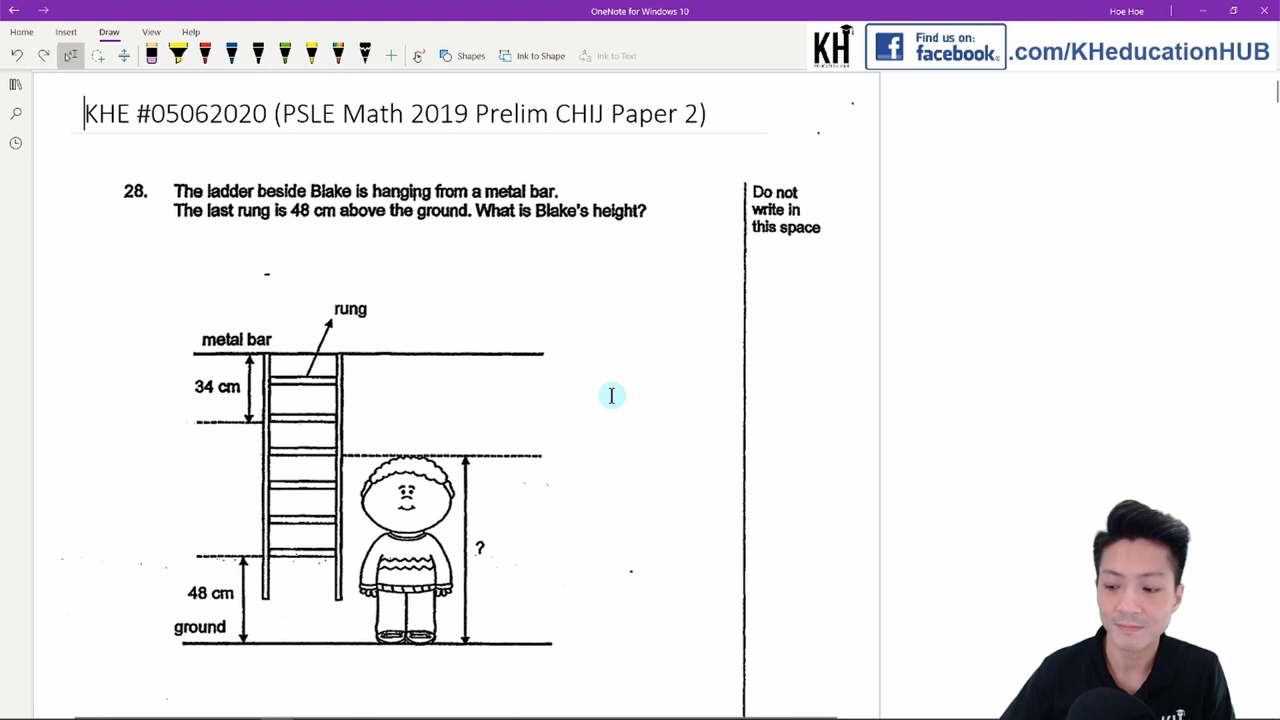 OneNote for Windows 10
Hoe Hoe
Home Insert Draw View Help
Shapes
Ink to Shape
Ink to Text
KH
Find us on:
facebook
.com/KHeducationHUB
KHE #05062020 (PSLE Math 2019 Prelim CHIJ Paper 2)
28. The ladder beside Blake is hanging from a metal bar.
The last rung is 48 cm above the ground. What is Blake's height?
Do not
write in
this space
rung
metal bar
34 cm
?
48 cm
ground
KH